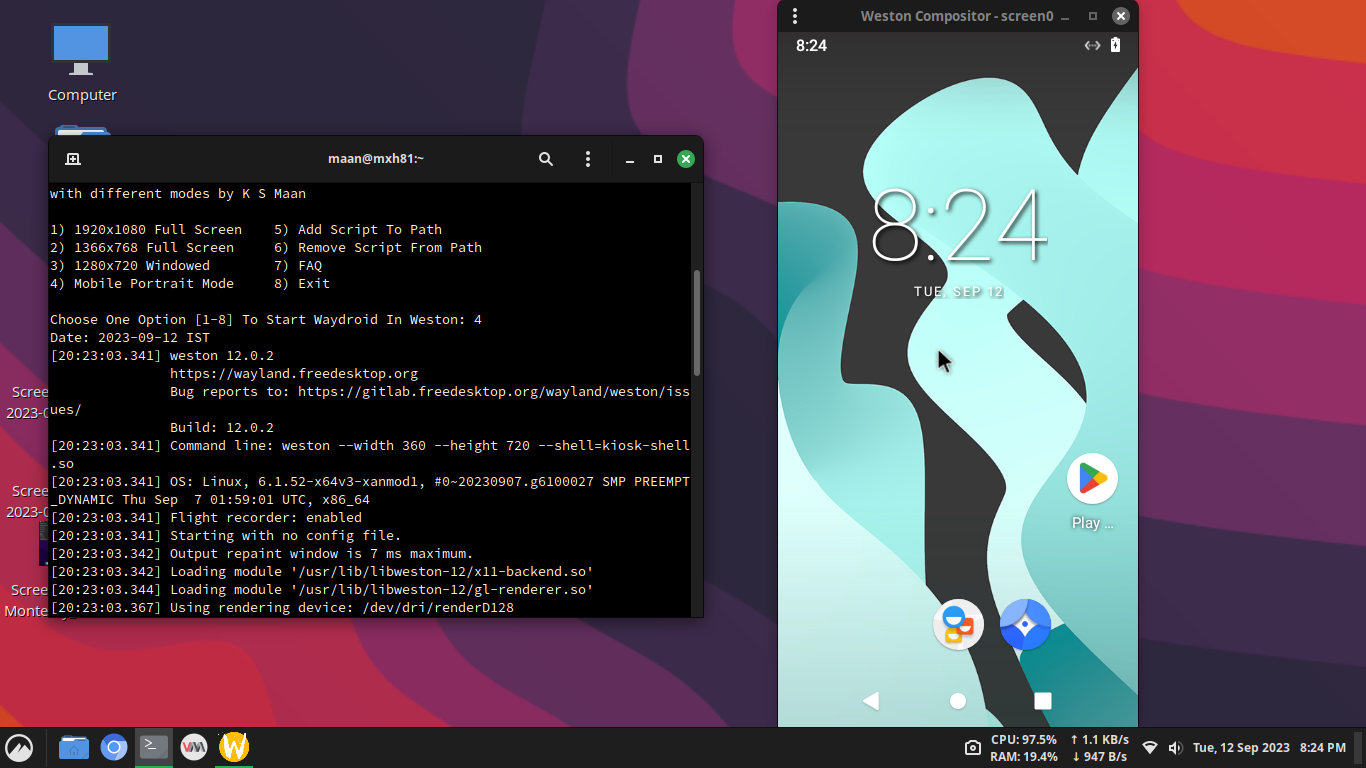 Computer
Scree
2023-0
Scree
2023-0
Scree
Monte
maan@mxh81:~
with different modes by K S Maan
1) 1920x1080 Full Screen    5) Add Script To Path
2) 1366x768 Full Screen     6) Remove Script From Path
3) 1280x720 Windowed        7) FAQ
4) Mobile Portrait Mode     8) Exit
Choose One Option [1-8] To Start Waydroid In Weston: 4
Date: 2023-09-12 IST
[20:23:03.341] weston 12.0.2
https://wayland.freedesktop.org
Bug reports to: https://gitlab.freedesktop.org/wayland/weston/iss
ues/
Build: 12.0.2
[20:23:03.341] Command line: weston --width 360 --height 720 --shell=kiosk-shell
.so
[20:23:03.341] OS: Linux, 6.1.52-x64v3-xanmod1, #0~20230907.g6100027 SMP PREEMPT
_DYNAMIC Thu Sep  7 01:59:01 UTC, x86_64
[20:23:03.341] Flight recorder: enabled
[20:23:03.341] Starting with no config file.
[20:23:03.342] Output repaint window is 7 ms maximum.
[20:23:03.342] Loading module '/usr/lib/libweston-12/x11-backend.so'
[20:23:03.344] Loading module '/usr/lib/libweston-12/gl-renderer.so'
[20:23:03.367] Using rendering device: /dev/dri/renderD128
Weston Compositor - screen0
8:24
8:24
TUE, SEP 12
Play ...
VM
W
CPU: 97.5% ↑ 1.1 KB/s
RAM: 19.4% ↓ 947 B/s
Tue, 12 Sep 2023 8:24 PM